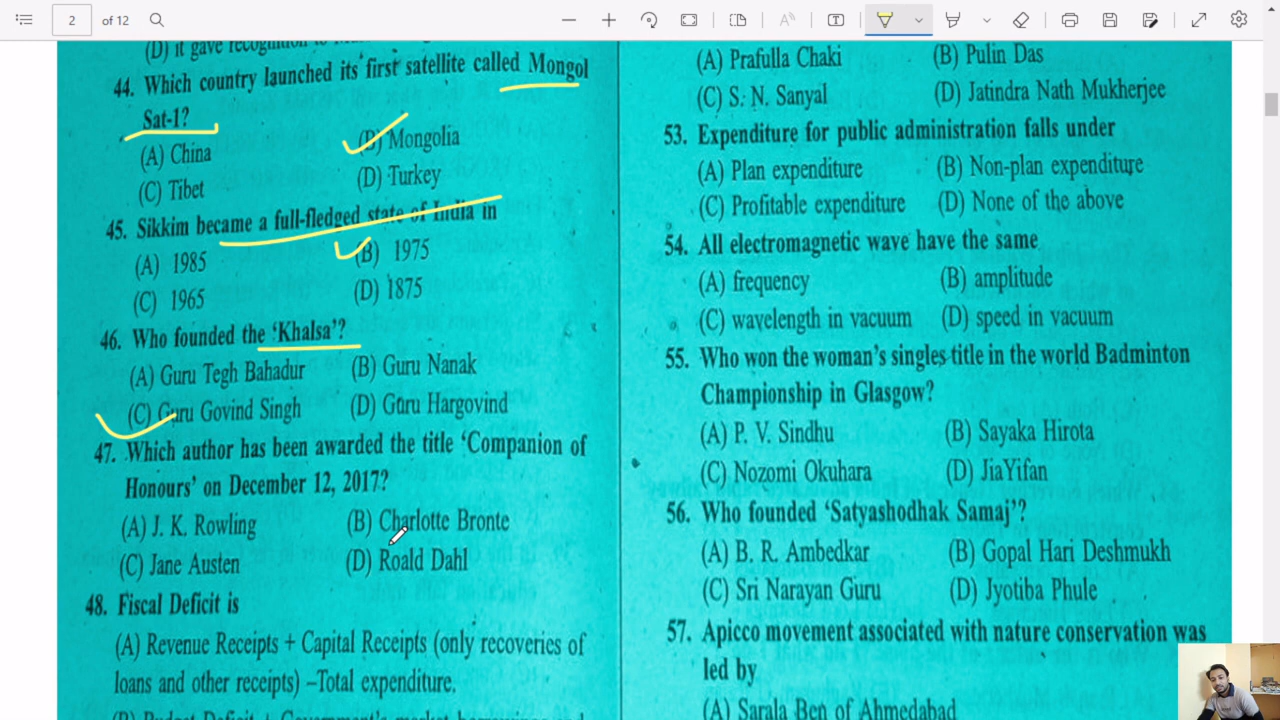 2
of 12
(D) it gave recognition to
44. Which country launched its first satellite called Mongol
Sat-1?
(A) China
(B) Mongolia
(C) Tibet
(D) Turkey
45. Sikkim became a full-fledged state of India in
(A) 1985
(B) 1975
(C) 1965
(D) 1875
46. Who founded the 'Khalsa'?
(A) Guru Tegh Bahadur
(B) Guru Nanak
(C) Guru Govind Singh
(D) Guru Hargovind
47. Which author has been awarded the title 'Companion of
Honours' on December 12, 2017?
(A) J. K. Rowling
(B) Charlotte Bronte
(C) Jane Austen
(D) Roald Dahl
48. Fiscal Deficit is
(A) Revenue Receipts + Capital Receipts (only recoveries of
loans and other receipts) –Total expenditure.
(A) Prafulla Chaki
(B) Pulin Das
(C) S. N. Sanyal
(D) Jatindra Nath Mukherjee
53. Expenditure for public administration falls under
(A) Plan expenditure
(B) Non-plan expenditure
(C) Profitable expenditure
(D) None of the above
54. All electromagnetic wave have the same
(A) frequency
(B) amplitude
(C) wavelength in vacuum
(D) speed in vacuum
55. Who won the woman's singles title in the world Badminton
Championship in Glasgow?
(A) P. V. Sindhu
(B) Sayaka Hirota
(C) Nozomi Okuhara
(D) JiaYifan
56. Who founded 'Satyashodhak Samaj'?
(A) B. R. Ambedkar
(B) Gopal Hari Deshmukh
(C) Sri Narayan Guru
(D) Jyotiba Phule
57. Apicco movement associated with nature conservation was
led by
(A) Sarala Ben of Ahmedabad